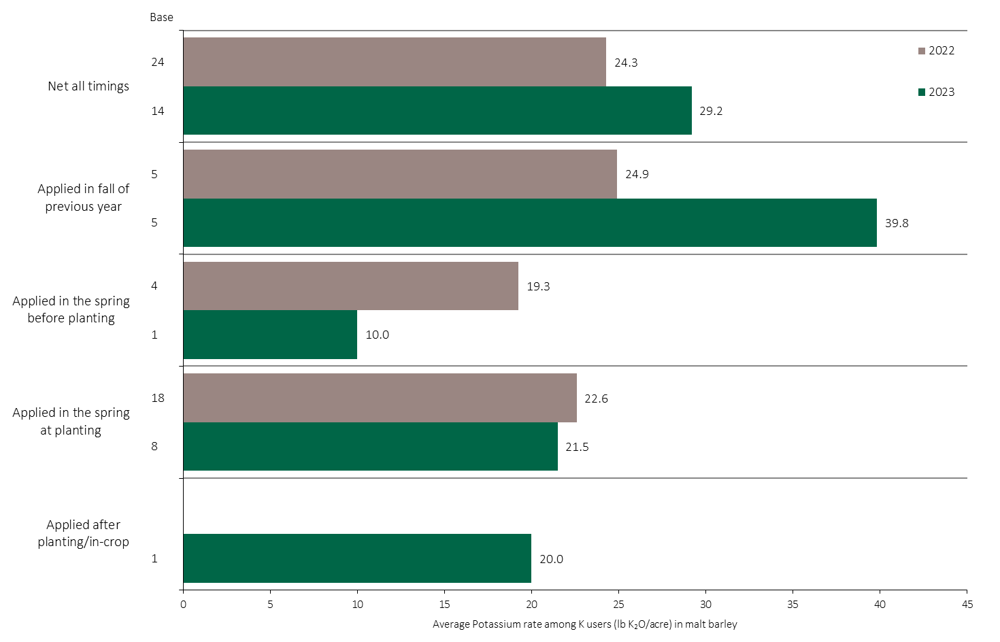 Base
2022
2023
Net all timings
24
24.3
14
29.2
Applied in fall of
previous year
5
24.9
5
39.8
Applied in the spring
before planting
4
19.3
1
10.0
Applied in the spring
at planting
18
22.6
8
21.5
Applied after
planting/in-crop
1
20.0
0 5 10 15 20 25 30 35 40 45
Average Potassium rate among K users (lb K₂O/acre) in malt barley